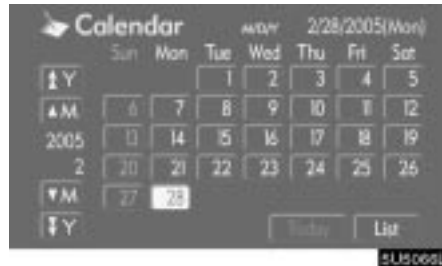 Calendar M/D/Y 2/28/2005(Mon)
Sun Mon Tue Wed Thu Fri Sat
Y 1 2 3 4 5
M 6 7 8 9 10 11 12
2005 13 14 15 16 17 18 19
2 20 21 22 23 24 25 26
M 27 28
Y Today List
5U5066L